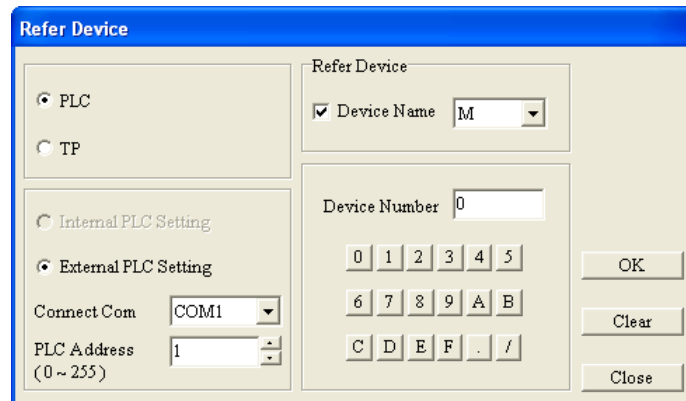 Refer Device
PLC
TP
Refer Device
Device Name M
Internal PLC Setting
External PLC Setting
Connect Com COM1
PLC Address 1
(0 ~ 255)
Device Number 0
0 1 2 3 4 5
6 7 8 9 A B
C D E F . /
OK
Clear
Close